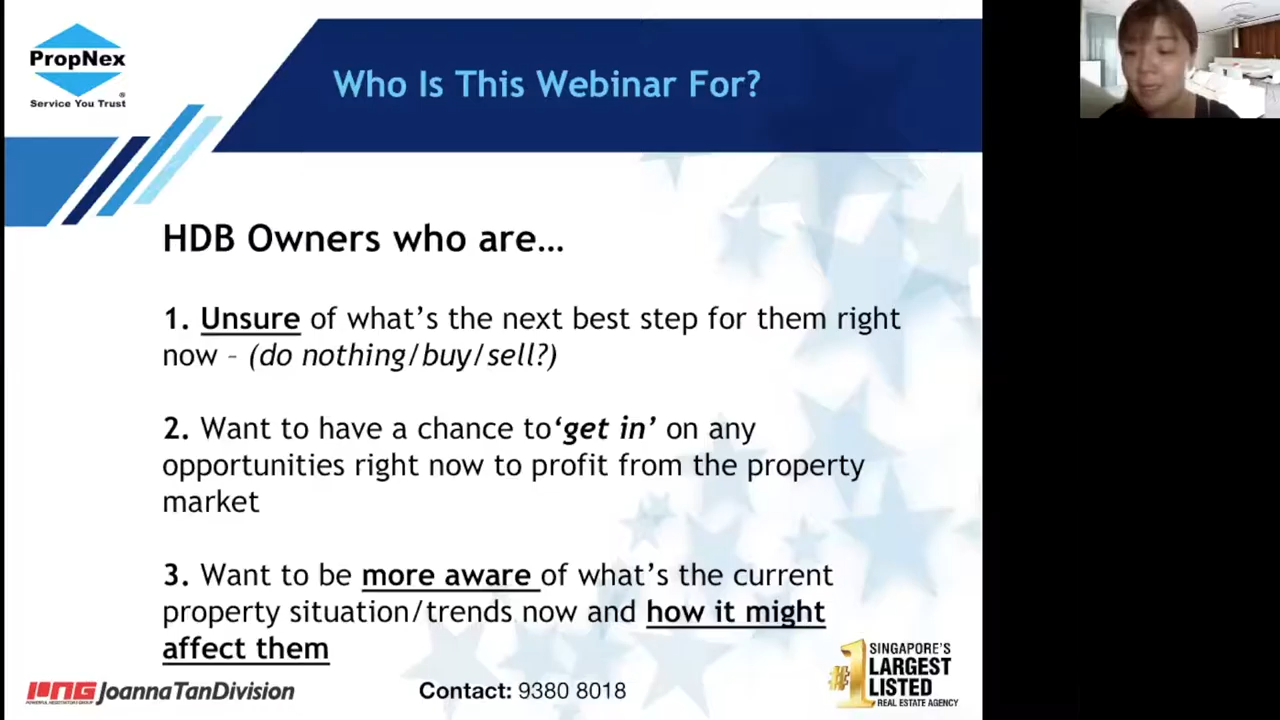 PropNex
®
Service You Trust
Who Is This Webinar For?
HDB Owners who are…
1. Unsure of what’s the next best step for them right
now – (do nothing/buy/sell?)
2. Want to have a chance to‘get in’ on any
opportunities right now to profit from the property
market
3. Want to be more aware of what’s the current
property situation/trends now and how it might
affect them
PNG JoannaTanDivision
POWERFUL NEGOTIATORS GROUP
Contact: 9380 8018
#1 SINGAPORE’S
LARGEST
LISTED
REAL ESTATE AGENCY